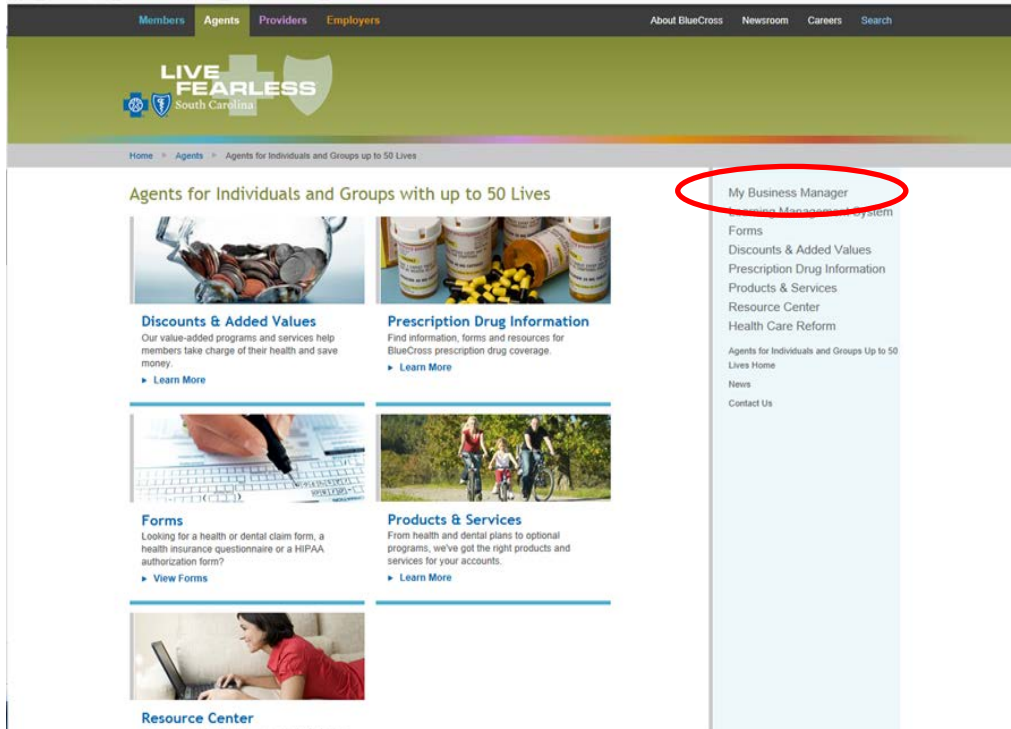 Members Agents Providers Employers About BlueCross Newsroom Careers Search
LIVE
FEARLESS
South Carolina
Home Agents Agents for Individuals and Groups up to 50 Lives
Agents for Individuals and Groups with up to 50 Lives
Discounts & Added Values
Our value-added programs and services help
members take charge of their health and save
money.
Learn More
Prescription Drug Information
Find information, forms and resources for
BlueCross prescription drug coverage.
Learn More
Forms
Looking for a health or dental claim form, a
health insurance questionnaire or a HIPAA
authorization form?
View Forms
Products & Services
From health and dental plans to optional
programs, we've got the right products and
services for your accounts.
Learn More
Resource Center
My Business Manager
Learning Management System
Forms
Discounts & Added Values
Prescription Drug Information
Products & Services
Resource Center
Health Care Reform
Agents for Individuals and Groups Up to 50
Lives Home
News
Contact Us